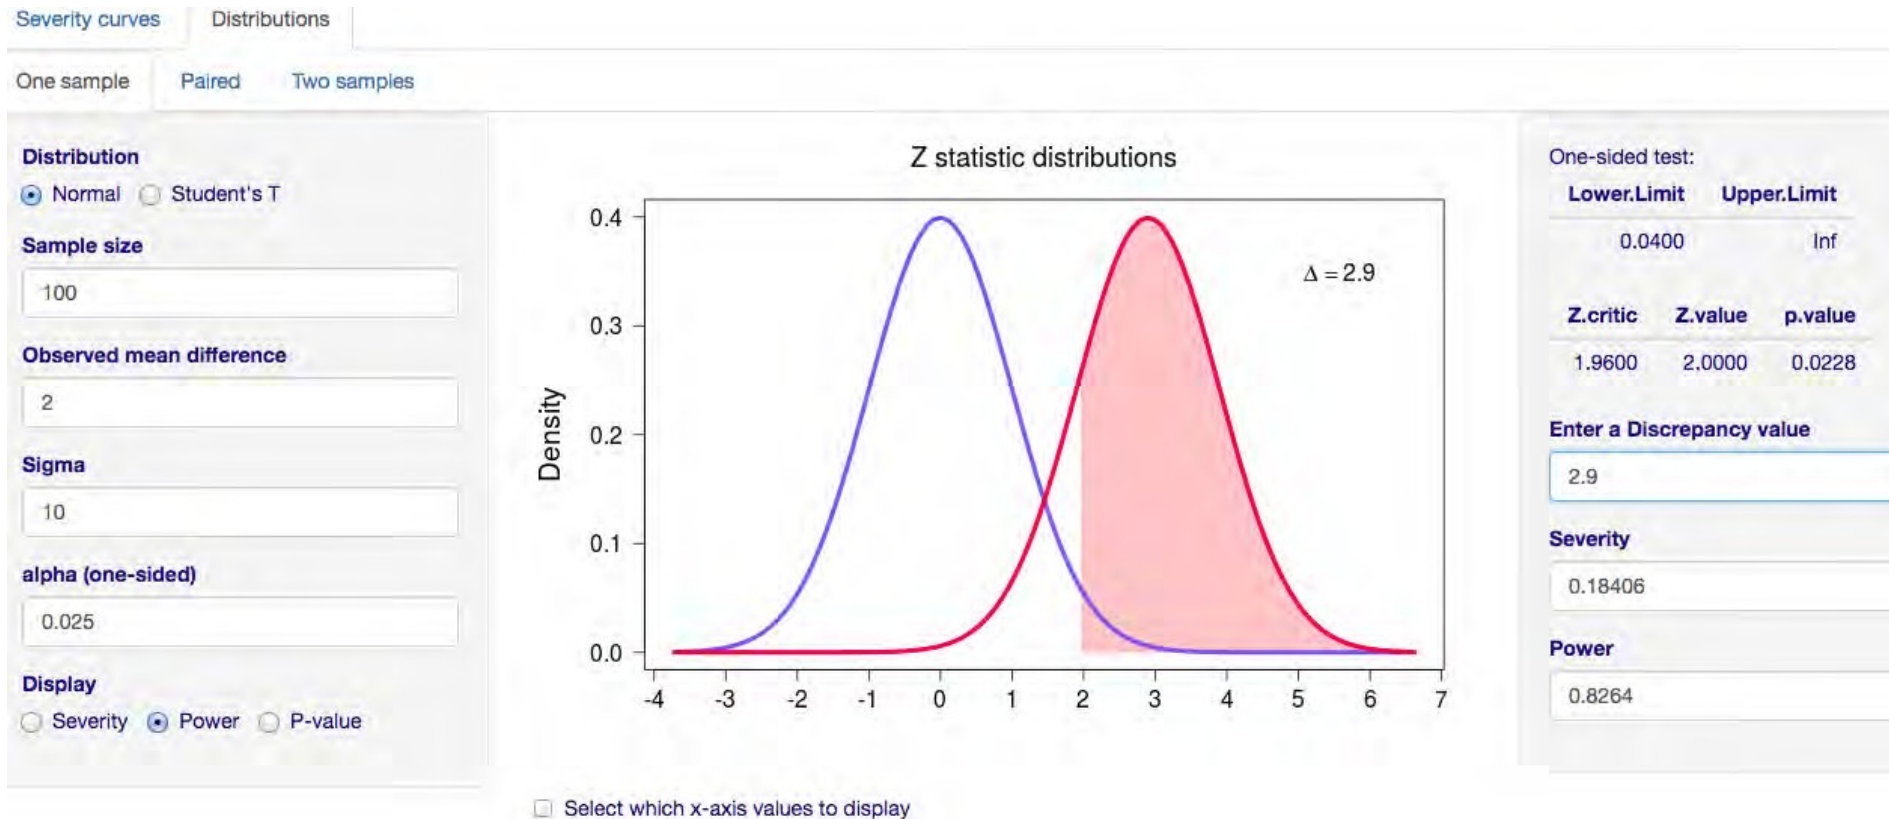 Severity curves Distributions
One sample Paired Two samples
Distribution
Normal Student's T
Sample size
100
Observed mean difference
2
Sigma
10
alpha (one-sided)
0.025
Display
Severity Power P-value
Z statistic distributions
Δ = 2.9
Density
0.4
0.3
0.2
0.1
0.0
-4 -3 -2 -1 0 1 2 3 4 5 6 7
Select which x-axis values to display
One-sided test:
Lower.Limit Upper.Limit
0.0400 Inf
Z.critic Z.value p.value
1.9600 2.0000 0.0228
Enter a Discrepancy value
2.9
Severity
0.18406
Power
0.8264